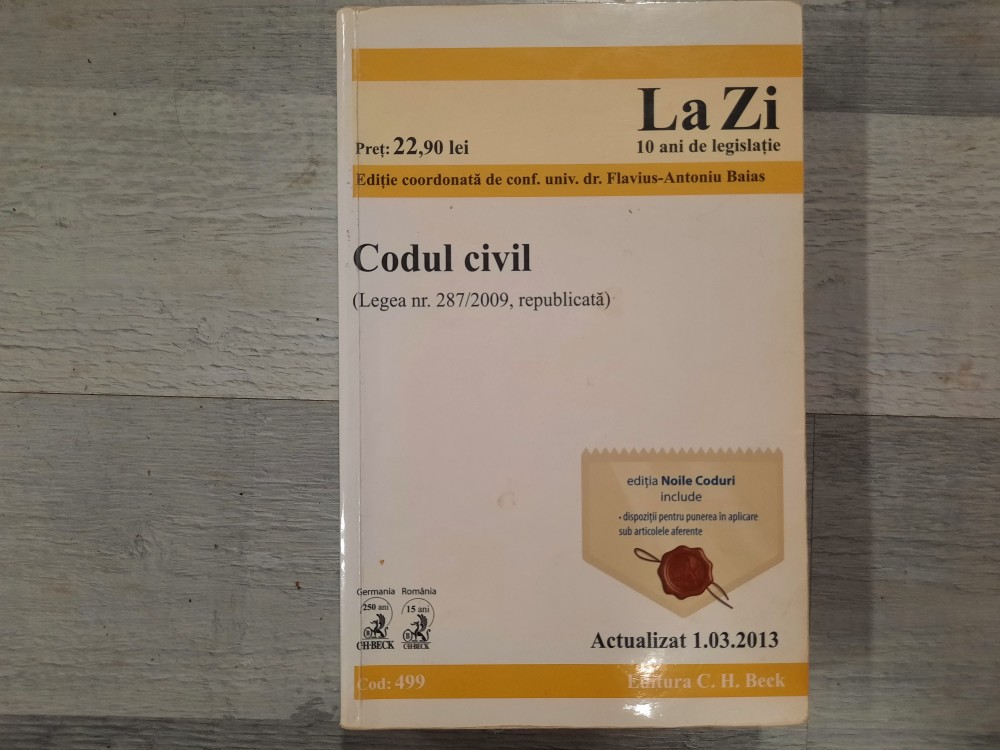 La Zi
Preț: 22,90 lei
10 ani de legislație
Ediție coordonată de conf. univ. dr. Flavius-Antoniu Baias
Codul civil
(Legea nr. 287/2009, republicată)
ediția Noile Coduri
include
• dispoziții pentru punerea în aplicare
sub articolele aferente
Germania România
250 ani 15 ani
C·H·BECK C·H·BECK
Actualizat 1.03.2013
Cod: 499 Editura C. H. Beck